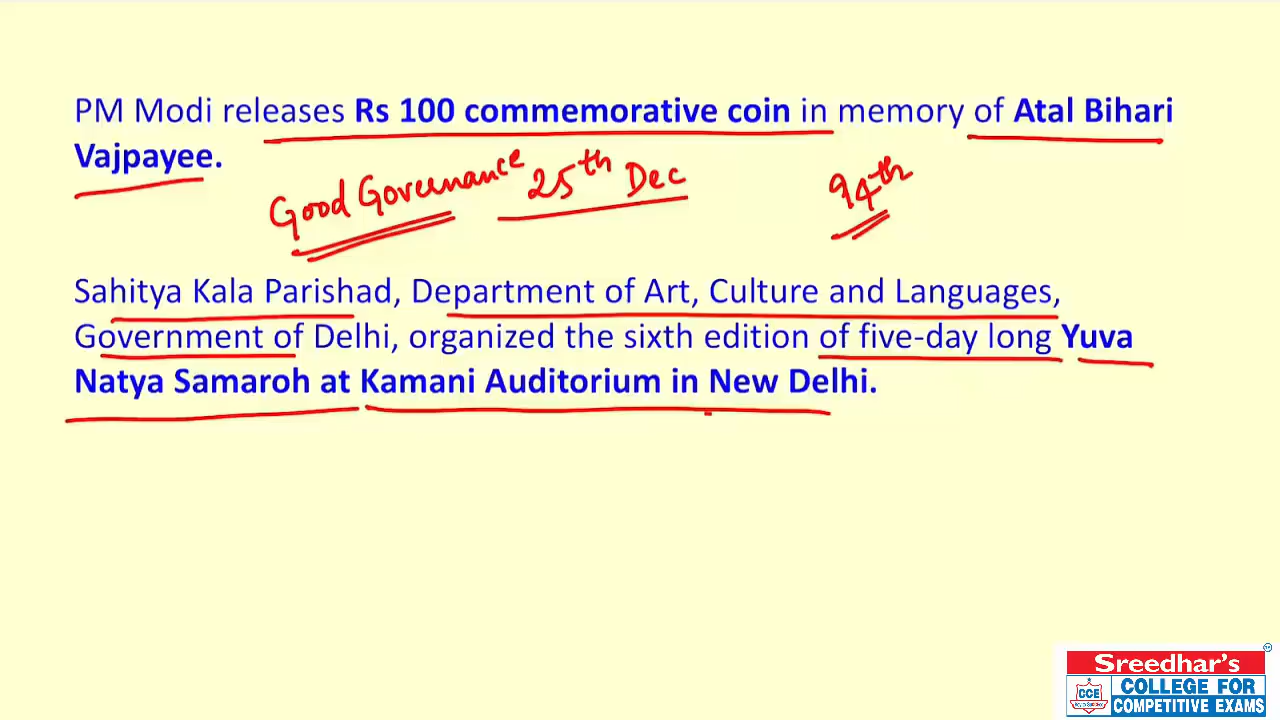 PM Modi releases Rs 100 commemorative coin in memory of Atal Bihari
Vajpayee.
Good Governance 25th Dec 94th
Sahitya Kala Parishad, Department of Art, Culture and Languages,
Government of Delhi, organized the sixth edition of five-day long Yuva
Natya Samaroh at Kamani Auditorium in New Delhi.
Sreedhar's
CCE COLLEGE FOR
COMPETITIVE EXAMS